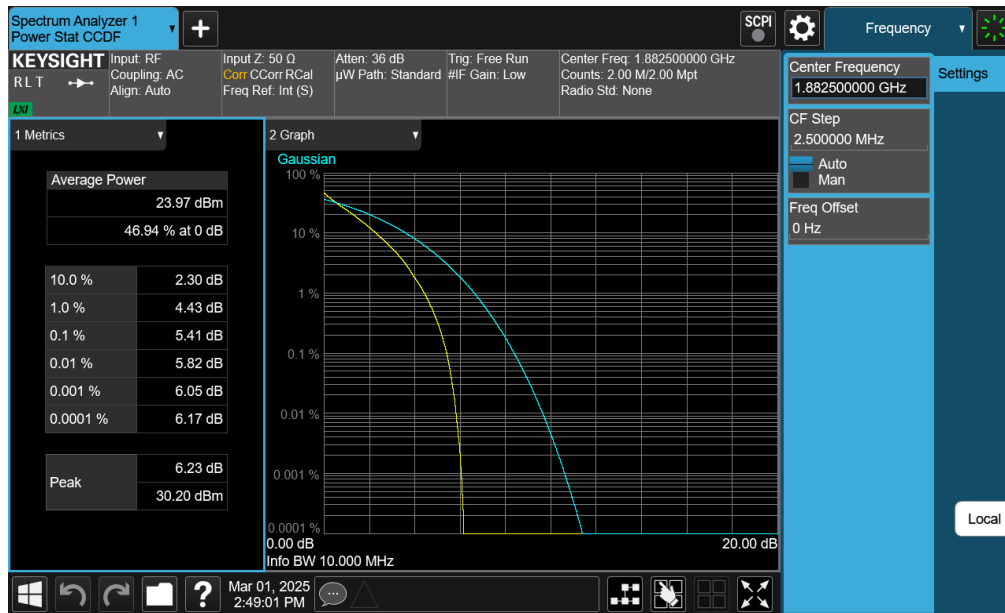 Spectrum Analyzer 1
Power Stat CCDF
SCPI
Frequency
KEYSIGHT
RLT
LXI
Input: RF
Coupling: AC
Align: Auto
Input Z: 50 Ω
Corr CCorr RCal
Freq Ref: Int (S)
Atten: 36 dB
µW Path: Standard
Trig: Free Run
#IF Gain: Low
Center Freq: 1.882500000 GHz
Counts: 2.00 M/2.00 Mpt
Radio Std: None
Center Frequency
1.882500000 GHz
Settings
CF Step
2.500000 MHz
Auto
Man
Freq Offset
0 Hz
Local
1 Metrics
Average Power
23.97 dBm
46.94 % at 0 dB
10.0 % 2.30 dB
1.0 % 4.43 dB
0.1 % 5.41 dB
0.01 % 5.82 dB
0.001 % 6.05 dB
0.0001 % 6.17 dB
Peak
6.23 dB
30.20 dBm
2 Graph
Gaussian
100 %
10 %
1 %
0.1 %
0.01 %
0.001 %
0.0001 %
0.00 dB 20.00 dB
Info BW 10.000 MHz
?
Mar 01, 2025
2:49:01 PM